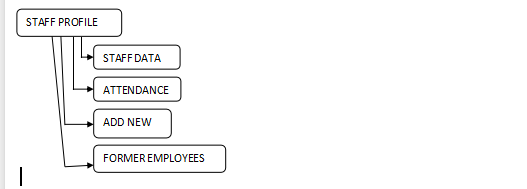 STAFF PROFILE
STAFF DATA
ATTENDANCE
ADD NEW
FORMER EMPLOYEES